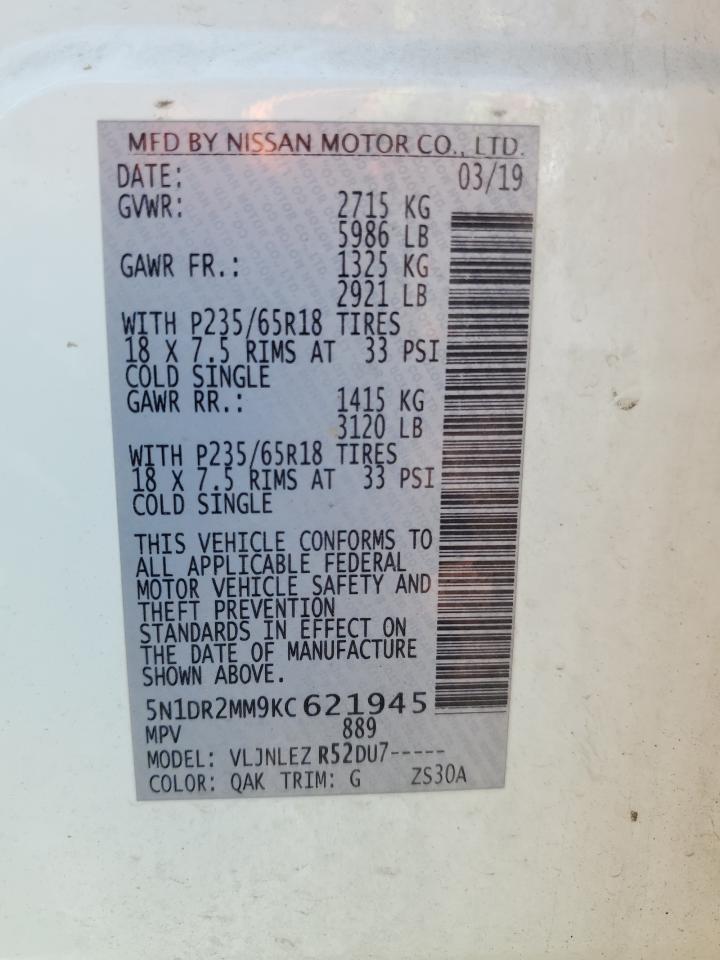 MFD BY NISSAN MOTOR CO., LTD.
DATE: 03/19
GVWR: 2715 KG
5986 LB
GAWR FR.: 1325 KG
2921 LB
WITH P235/65R18 TIRES
18 X 7.5 RIMS AT 33 PSI
COLD SINGLE
GAWR RR.: 1415 KG
3120 LB
WITH P235/65R18 TIRES
18 X 7.5 RIMS AT 33 PSI
COLD SINGLE
THIS VEHICLE CONFORMS TO
ALL APPLICABLE FEDERAL
MOTOR VEHICLE SAFETY AND
THEFT PREVENTION
STANDARDS IN EFFECT ON
THE DATE OF MANUFACTURE
SHOWN ABOVE.
5N1DR2MM9KC621945
MPV 889
MODEL: VLJNLEZ R52DU7-----
COLOR: QAK TRIM: G ZS30A